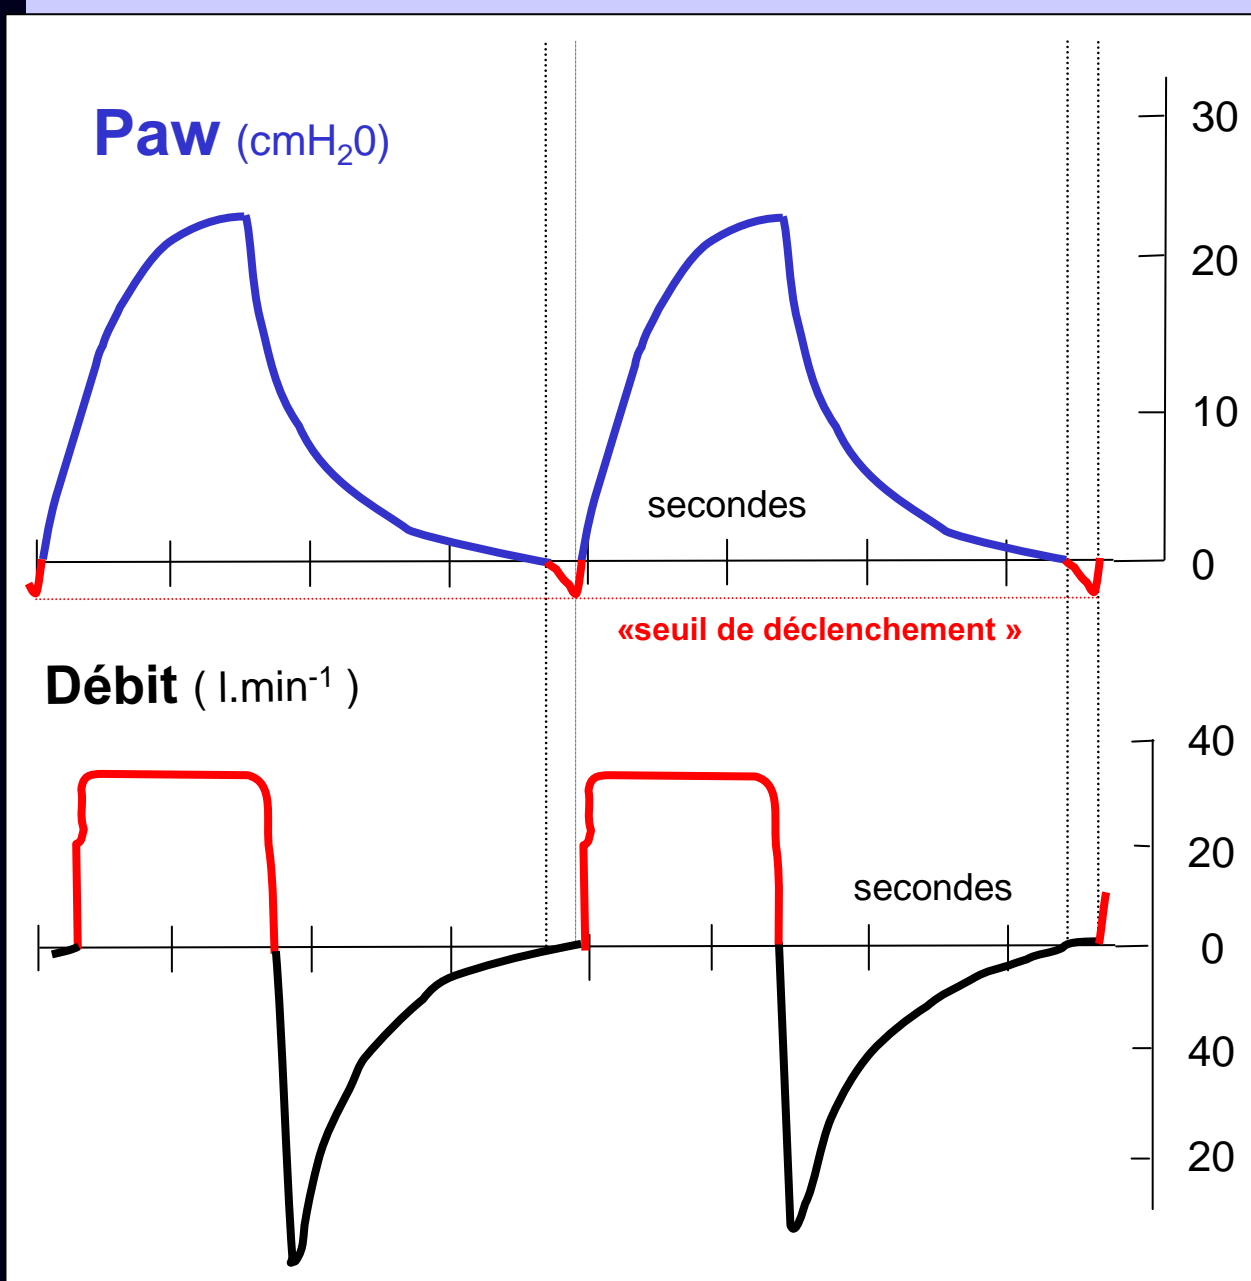 Paw (cmH₂0)
30
20
10
secondes
0
«seuil de déclenchement »
Débit ( l.min⁻¹ )
40
20
secondes
0
40
20